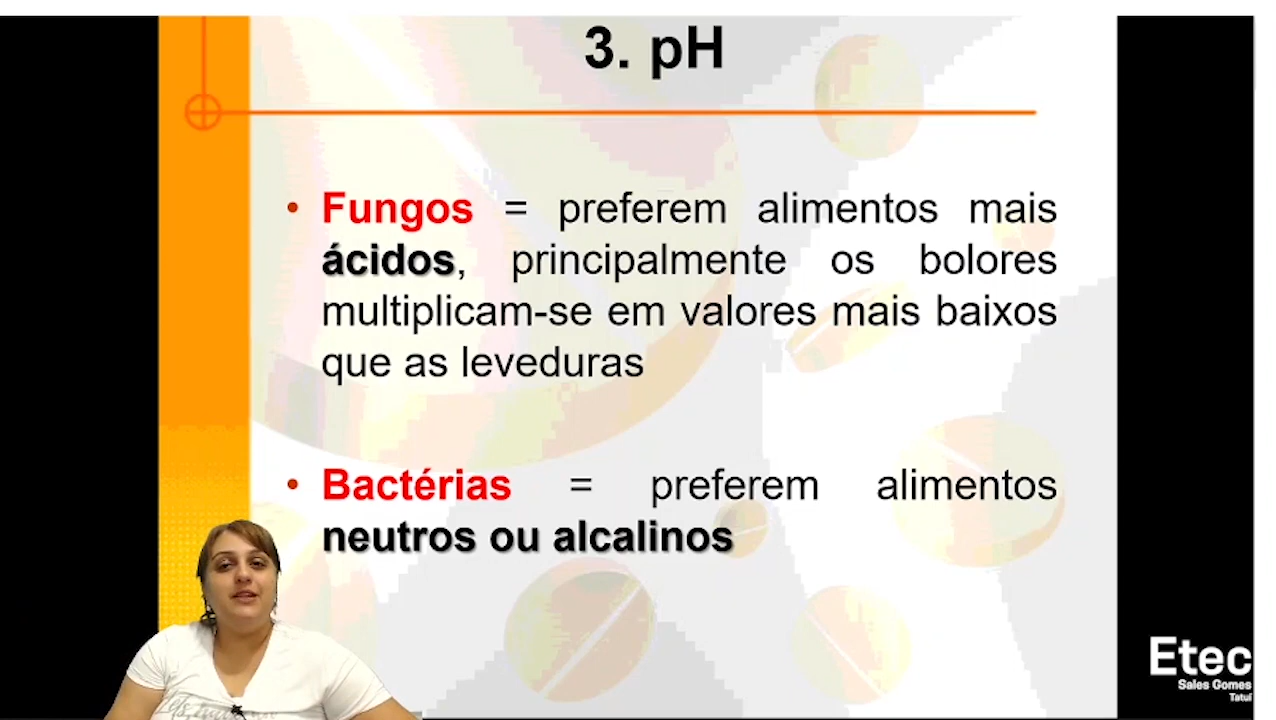 3. pH
• Fungos = preferem alimentos mais
ácidos, principalmente os bolores
multiplicam-se em valores mais baixos
que as leveduras
• Bactérias = preferem alimentos
neutros ou alcalinos
Etec
Sales Gomes
Tatuí